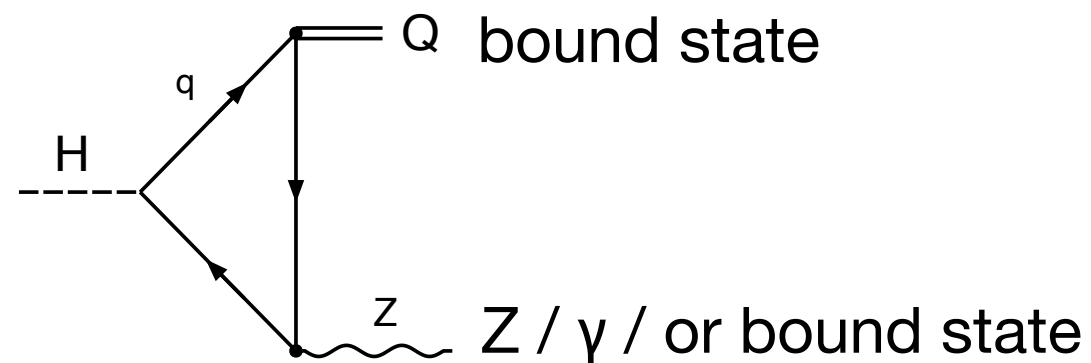 Q bound state
q
H
Z
Z / γ / or bound state